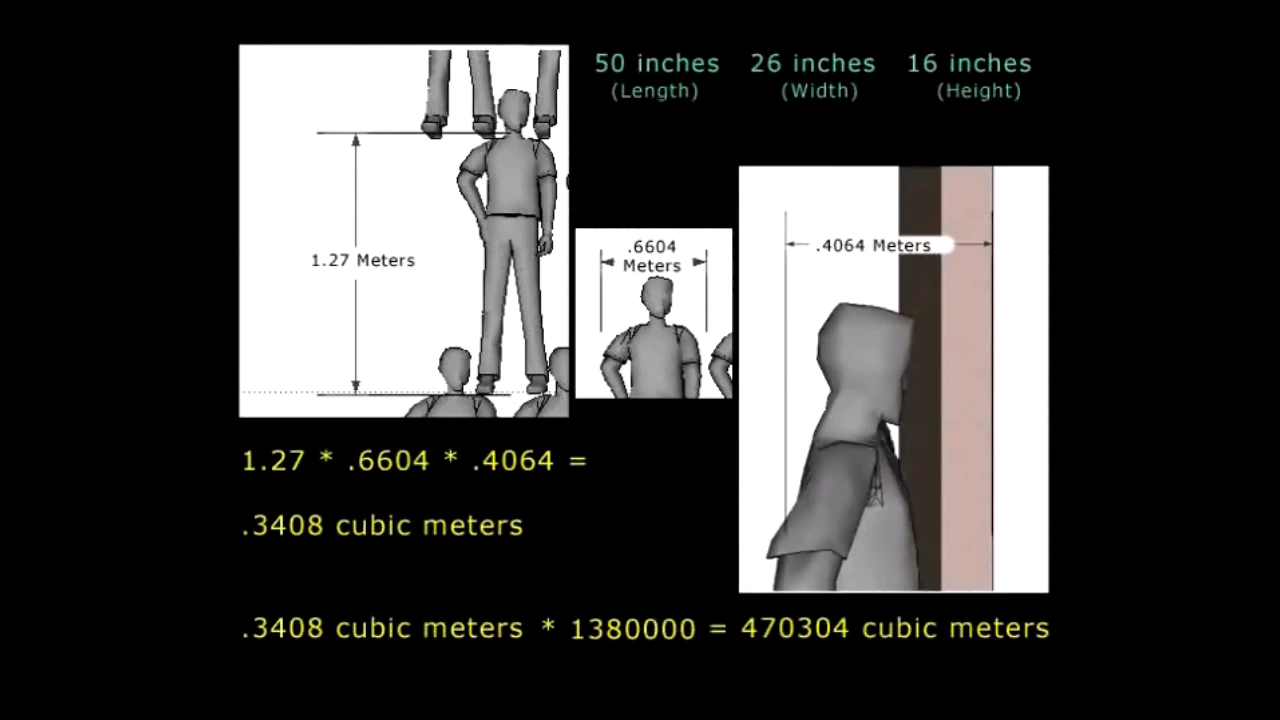 50 inches 26 inches 16 inches
(Length) (Width) (Height)
1.27 Meters
.6604
Meters
.4064 Meters
1.27 * .6604 * .4064 =
.3408 cubic meters
.3408 cubic meters * 1380000 = 470304 cubic meters